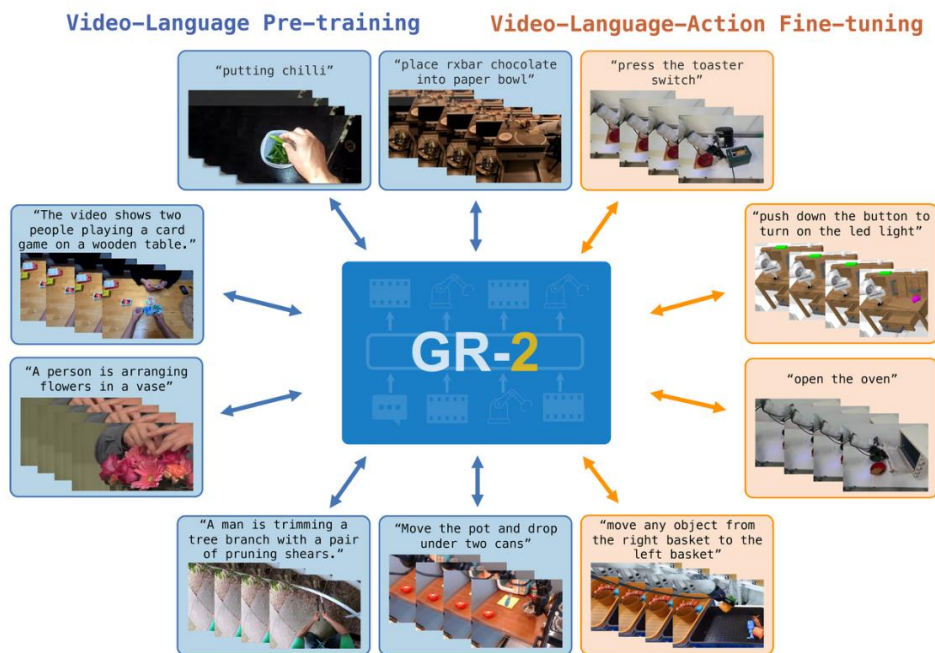 Video-Language Pre-training
Video-Language-Action Fine-tuning
“putting chilli”
“place rxbar chocolate
into paper bowl”
“press the toaster
switch”
“The video shows two
people playing a card
game on a wooden table.”
“push down the button to
turn on the led light”
GR-2
“A person is arranging
flowers in a vase”
“open the oven”
“A man is trimming a
tree branch with a pair
of pruning shears.”
“Move the pot and drop
under two cans”
“move any object from
the right basket to the
left basket”